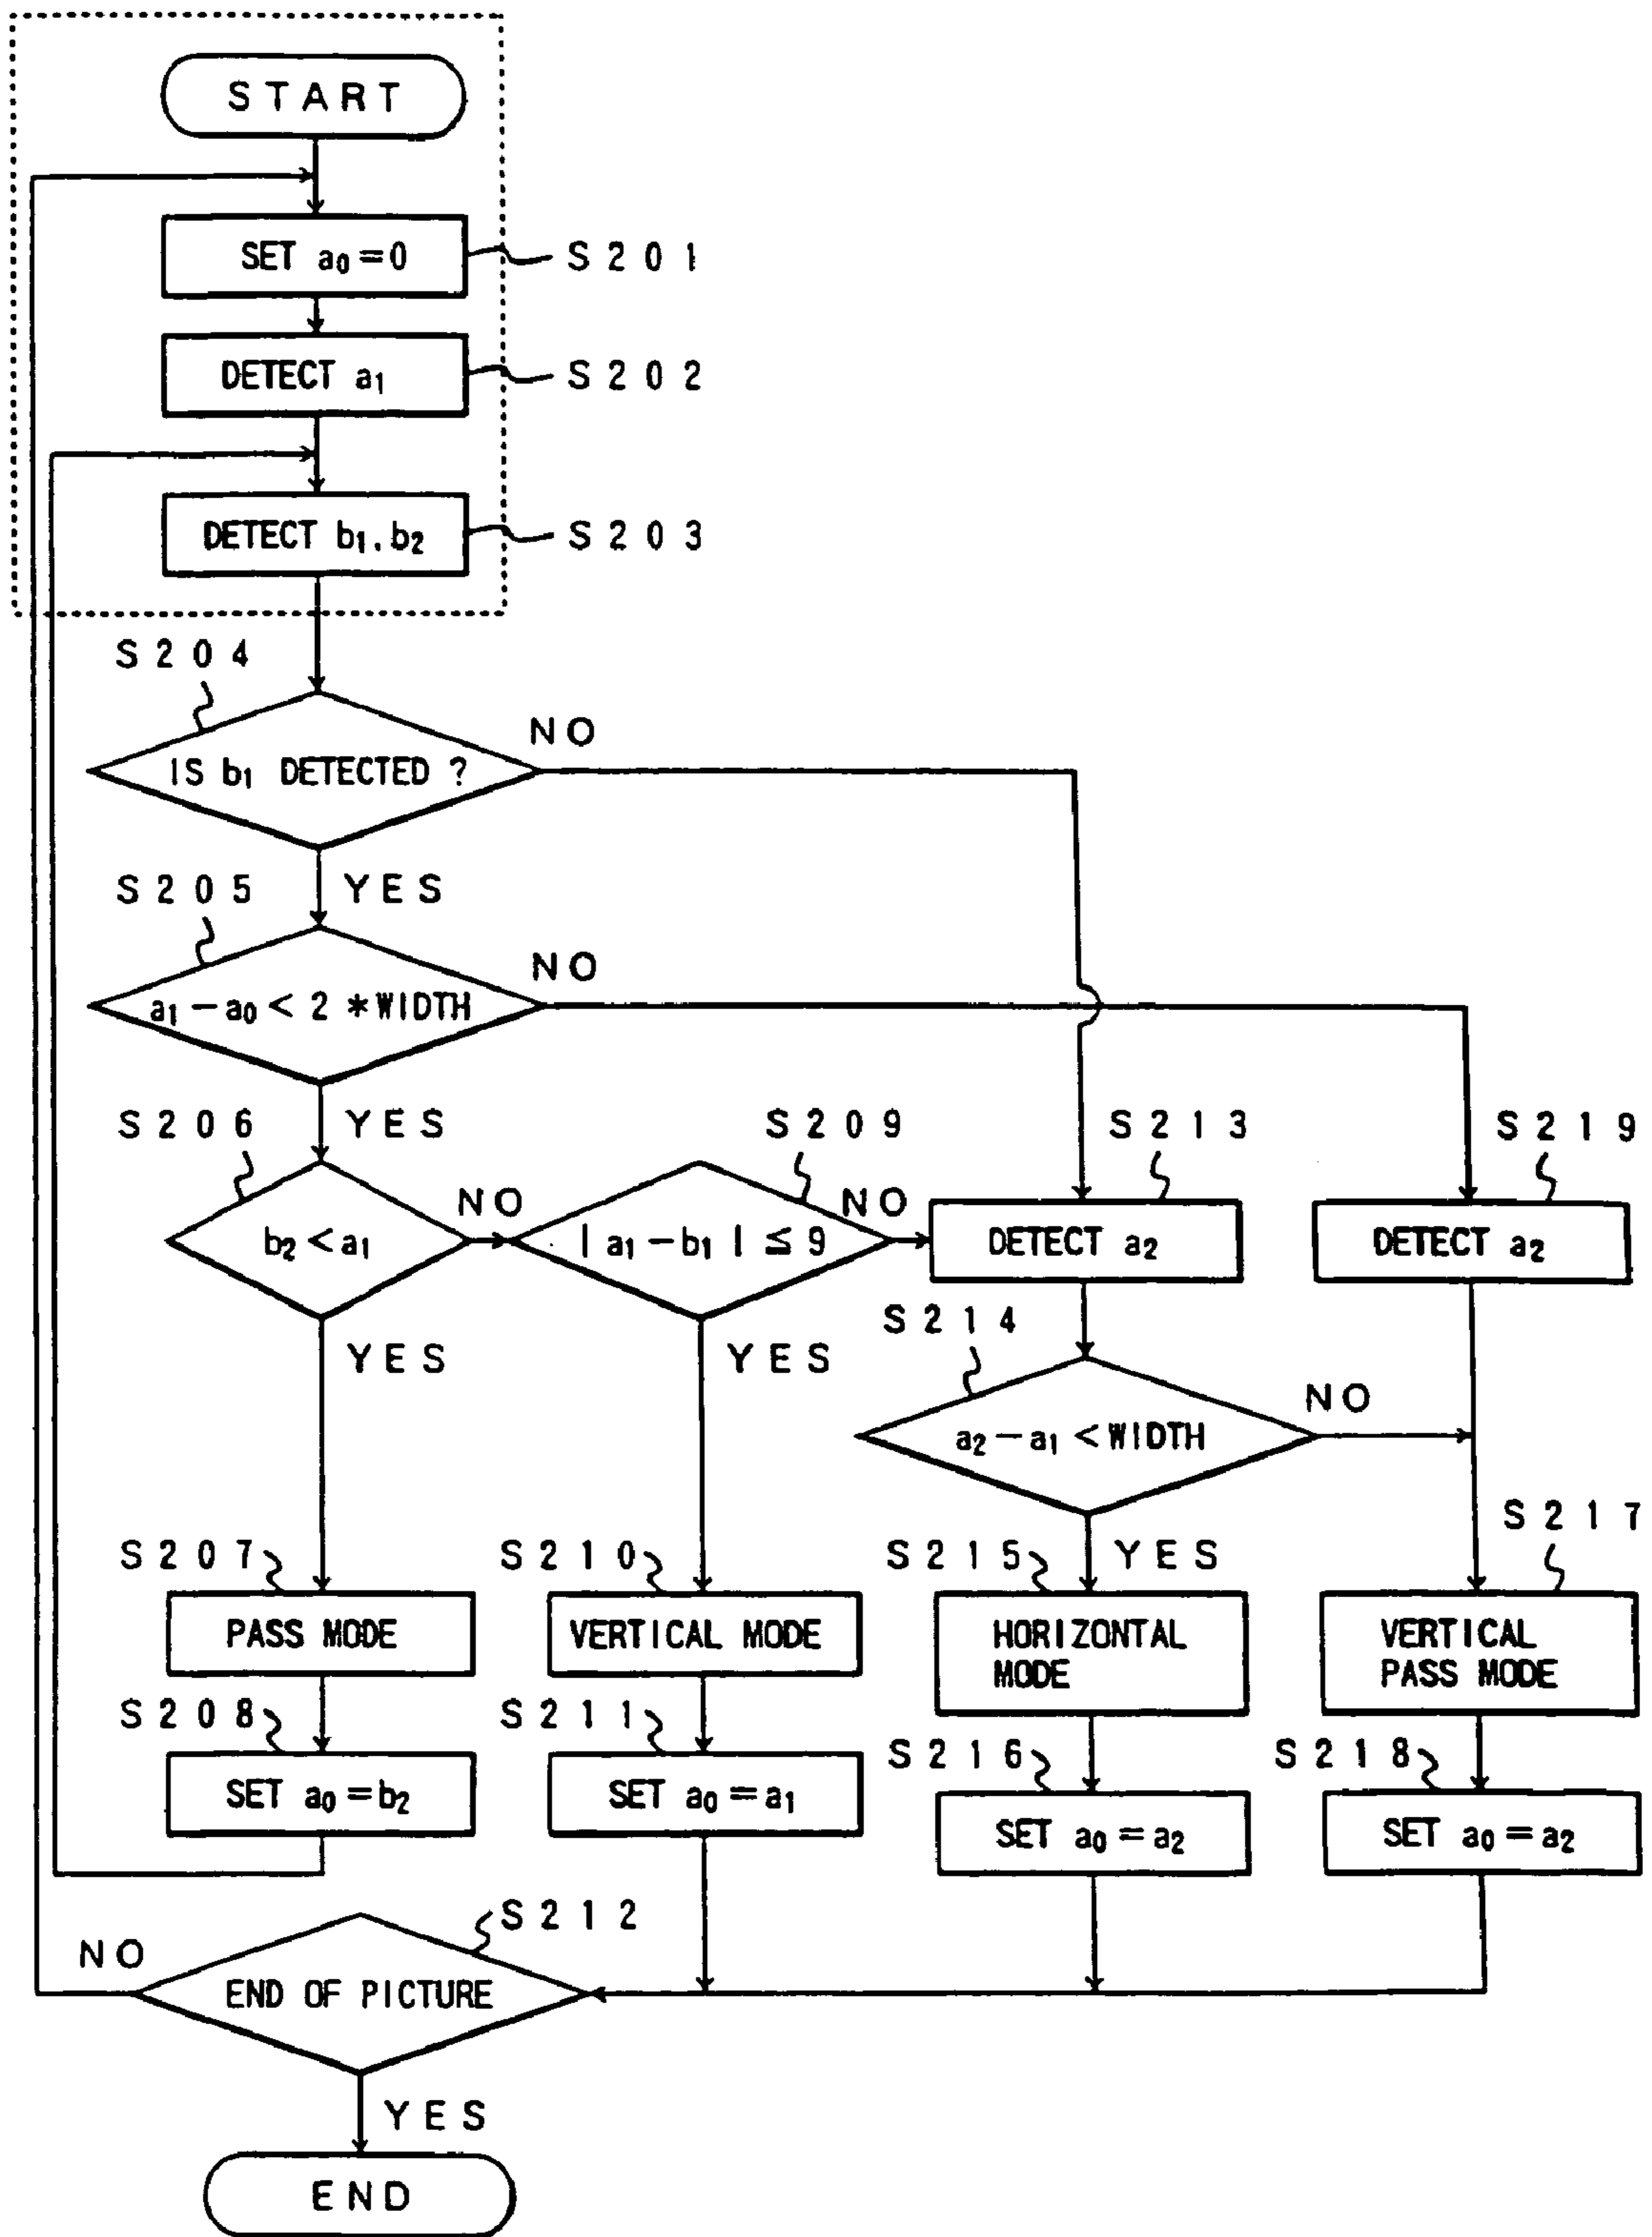 START
SET a₀=0
S201
DETECT a₁
S202
DETECT b₁,b₂
S203
S204
IS b₁ DETECTED ?
NO
YES
S205
a₁−a₀<2*WIDTH
NO
YES
S206
b₂<a₁
NO
YES
S209
|a₁−b₁|≦9
NO
YES
S213
DETECT a₂
S219
DETECT a₂
S214
a₂−a₁<WIDTH
NO
YES
S207
PASS MODE
S210
VERTICAL MODE
S215
HORIZONTAL
MODE
S217
VERTICAL
PASS MODE
S208
SET a₀=b₂
S211
SET a₀=a₁
S216
SET a₀=a₂
S218
SET a₀=a₂
S212
END OF PICTURE
NO
YES
END